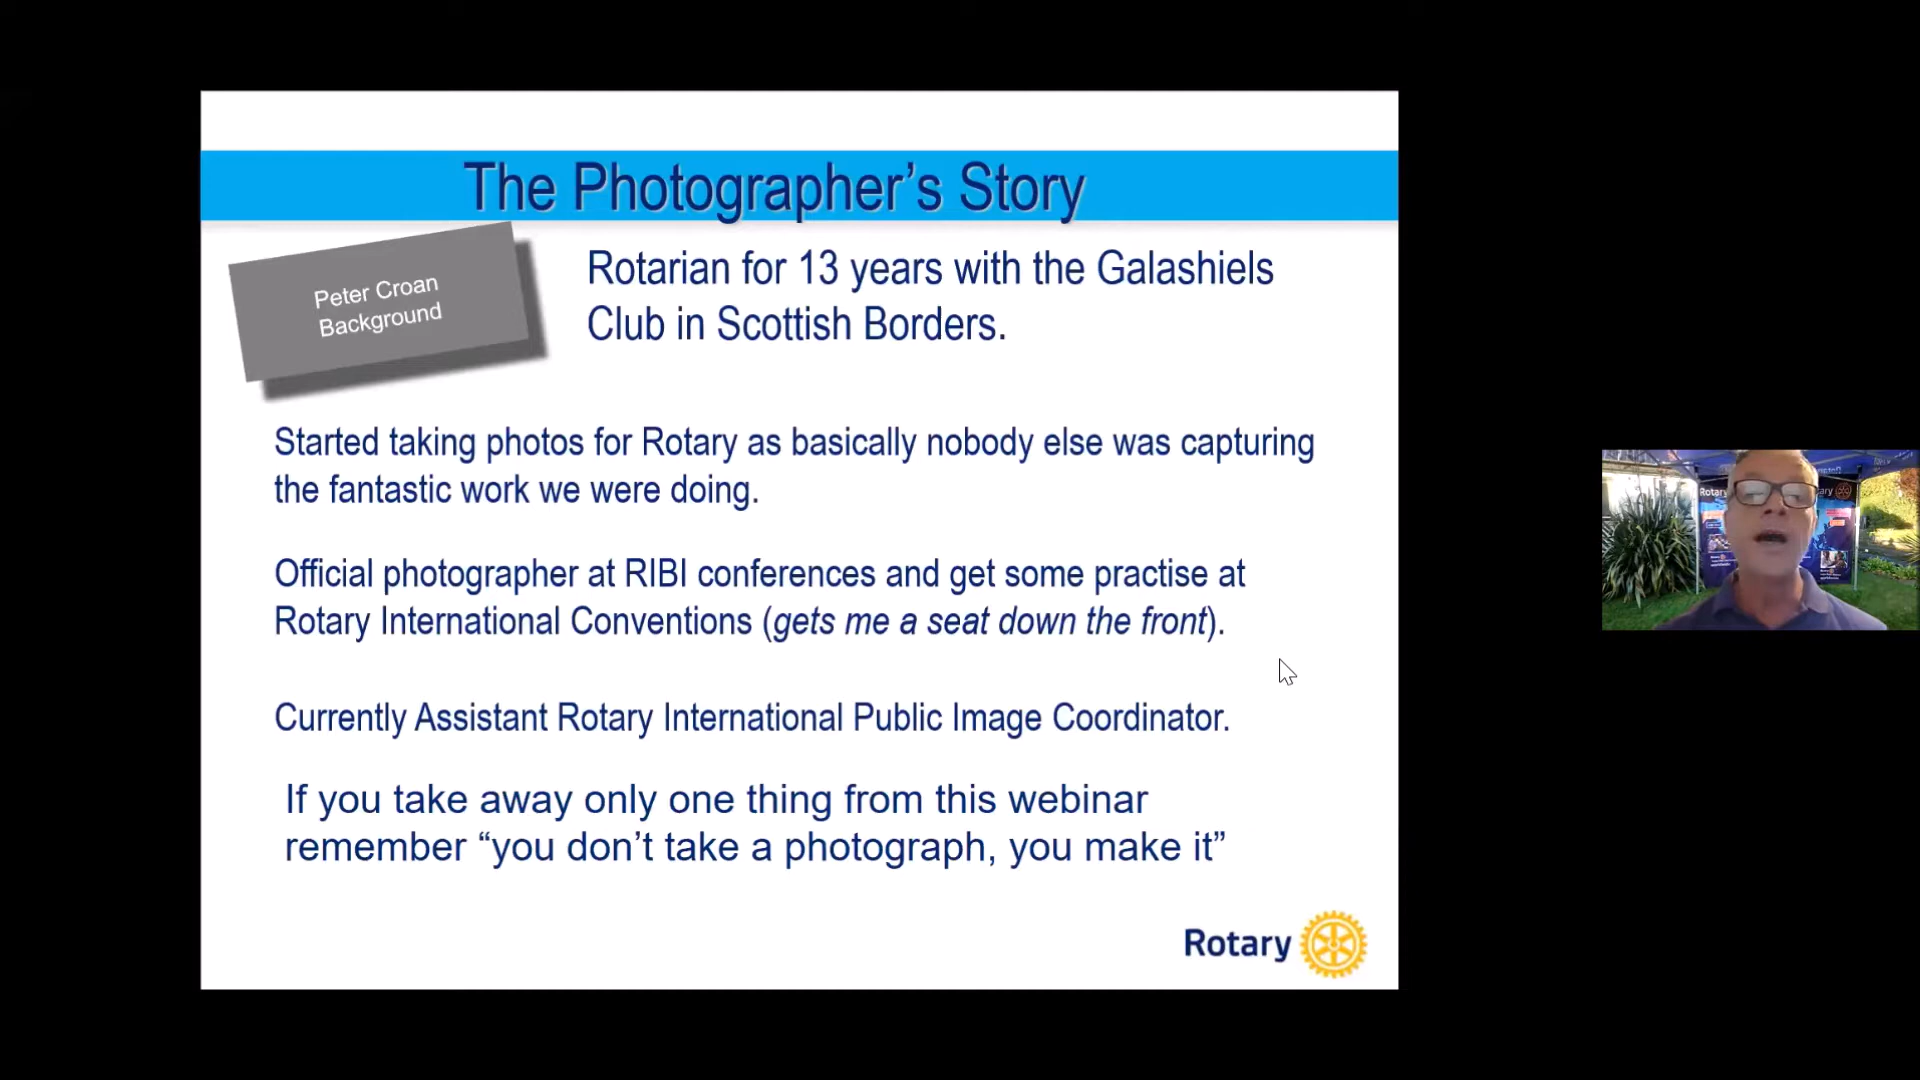 The Photographer’s Story
Peter Croan
Background
Rotarian for 13 years with the Galashiels
Club in Scottish Borders.
Started taking photos for Rotary as basically nobody else was capturing
the fantastic work we were doing.
Official photographer at RIBI conferences and get some practise at
Rotary International Conventions (gets me a seat down the front).
Currently Assistant Rotary International Public Image Coordinator.
If you take away only one thing from this webinar
remember “you don’t take a photograph, you make it”
Rotary
Rotary